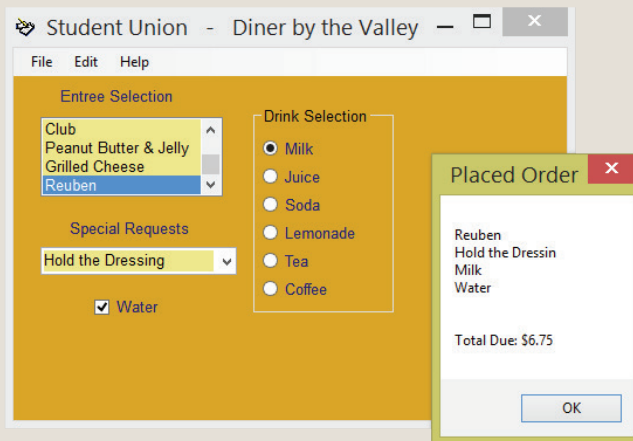 Student Union - Diner by the Valley
File Edit Help
Entree Selection
Club
Peanut Butter & Jelly
Grilled Cheese
Reuben
Special Requests
Hold the Dressing
Water
Drink Selection
Milk
Juice
Soda
Lemonade
Tea
Coffee
Placed Order
Reuben
Hold the Dressin
Milk
Water
Total Due: $6.75
OK